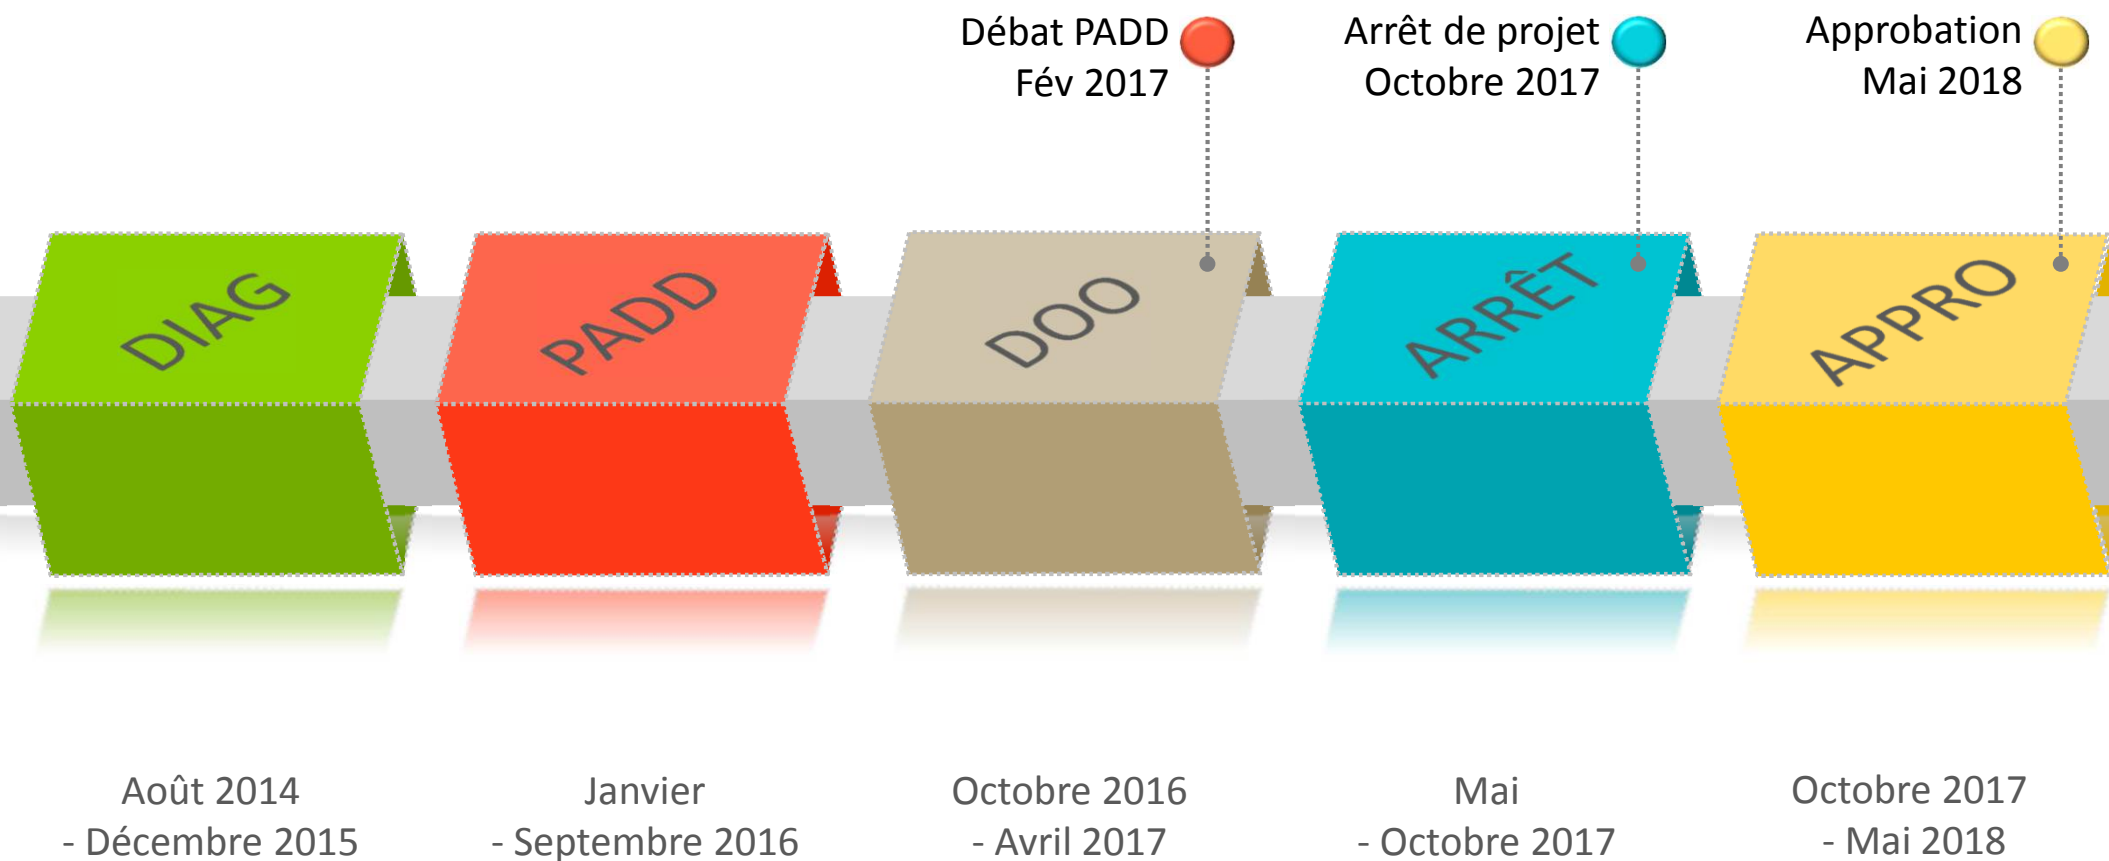 Débat PADD
Fév 2017
Arrêt de projet
Octobre 2017
Approbation
Mai 2018
DIAG
PADD
DOO
ARRÊT
APPRO
Août 2014
- Décembre 2015
Janvier
- Septembre 2016
Octobre 2016
- Avril 2017
Mai
- Octobre 2017
Octobre 2017
- Mai 2018